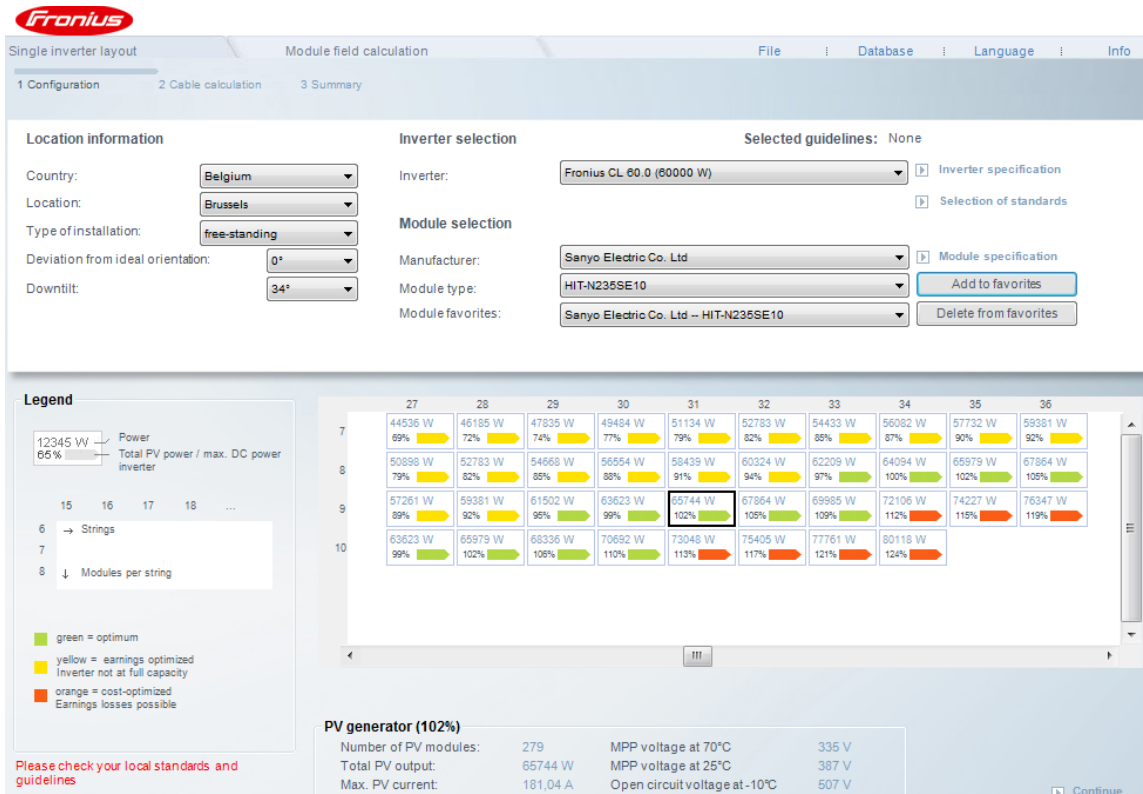 Fronius
Single inverter layout Module field calculation File Database Language Info
1 Configuration 2 Cable calculation 3 Summary
Location information
Country: Belgium
Location: Brussels
Type of installation: free-standing
Deviation from ideal orientation: 0°
Downtilt: 34°
Inverter selection
Selected guidelines: None
Inverter: Fronius CL 60.0 (60000 W) Inverter specification
Selection of standards
Module selection
Manufacturer: Sanyo Electric Co. Ltd Module specification
Module type: HIT-N235SE10 Add to favorites
Module favorites: Sanyo Electric Co. Ltd -- HIT-N235SE10 Delete from favorites
Legend
12345 W Power
65% Total PV power / max. DC power
inverter
15 16 17 18 ...
6 → Strings
7
8 ↓ Modules per string
green = optimum
yellow = earnings optimized
Inverter not at full capacity
orange = cost-optimized
Earnings losses possible
Please check your local standards and
guidelines
27 28 29 30 31 32 33 34 35 36
7
44536 W 46185 W 47835 W 49484 W 51134 W 52783 W 54433 W 56082 W 57732 W 59381 W
69% 72% 74% 77% 79% 82% 85% 87% 90% 92%
8
50898 W 52783 W 54668 W 56554 W 58439 W 60324 W 62209 W 64094 W 65979 W 67864 W
79% 82% 85% 88% 91% 94% 97% 100% 102% 105%
9
57261 W 59381 W 61502 W 63623 W 65744 W 67864 W 69985 W 72106 W 74227 W 76347 W
89% 92% 95% 99% 102% 105% 109% 112% 115% 119%
10
63623 W 65979 W 68336 W 70692 W 73048 W 75405 W 77761 W 80118 W
99% 102% 106% 110% 113% 117% 121% 124%
PV generator (102%)
Number of PV modules: 279 MPP voltage at 70°C 335 V
Total PV output: 65744 W MPP voltage at 25°C 387 V
Max. PV current: 181,04 A Open circuit voltage at -10°C 507 V
Continue